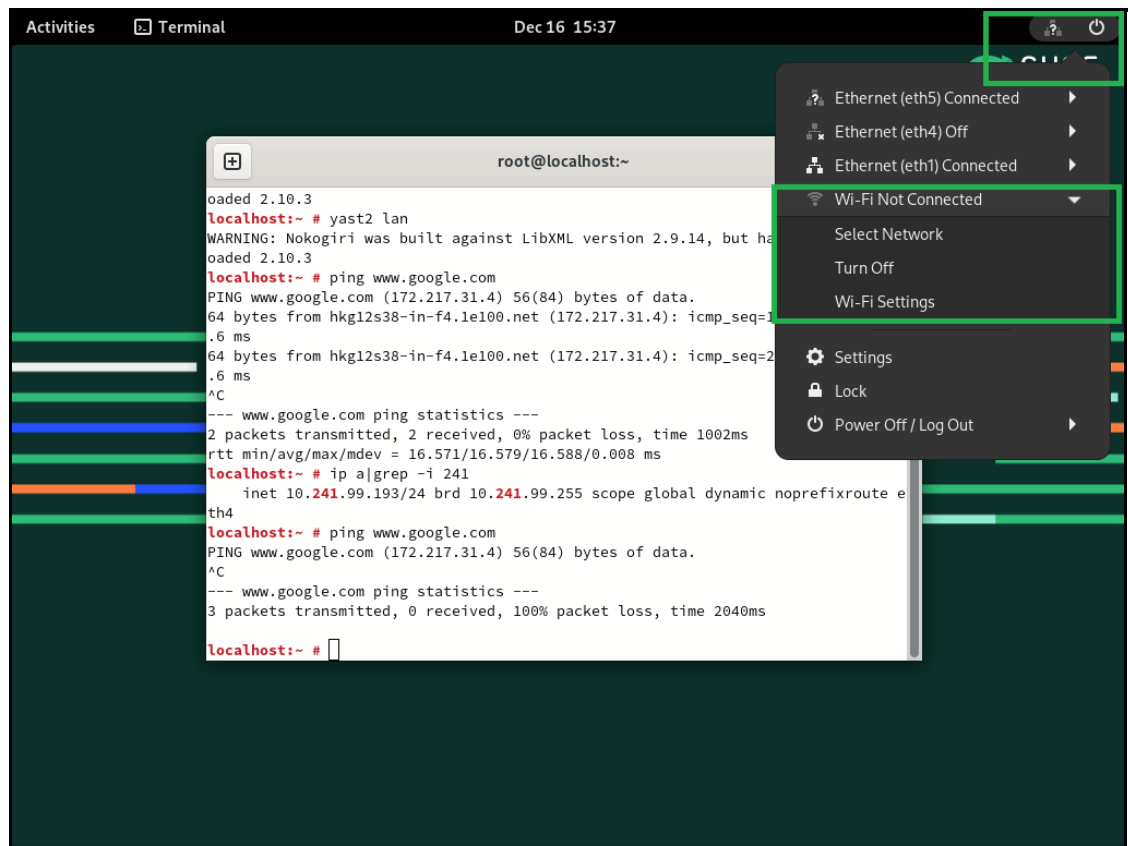 Activities
Terminal
Dec 16 15:37
Ethernet (eth5) Connected
Ethernet (eth4) Off
Ethernet (eth1) Connected
Wi-Fi Not Connected
Select Network
Turn Off
Wi-Fi Settings
Settings
Lock
Power Off / Log Out
root@localhost:~
oaded 2.10.3
localhost:~ # yast2 lan
WARNING: Nokogiri was built against LibXML version 2.9.14, but
oaded 2.10.3
localhost:~ # ping www.google.com
PING www.google.com (172.217.31.4) 56(84) bytes of data.
64 bytes from hkg12s38-in-f4.1e100.net (172.217.31.4): icmp_seq=1
.6 ms
64 bytes from hkg12s38-in-f4.1e100.net (172.217.31.4): icmp_seq=2
.6 ms
^C
--- www.google.com ping statistics ---
2 packets transmitted, 2 received, 0% packet loss, time 1002ms
rtt min/avg/max/mdev = 16.571/16.579/16.588/0.008 ms
localhost:~ # ip a|grep -i 241
inet 10.241.99.193/24 brd 10.241.99.255 scope global dynamic noprefixroute e
th4
localhost:~ # ping www.google.com
PING www.google.com (172.217.31.4) 56(84) bytes of data.
^C
--- www.google.com ping statistics ---
3 packets transmitted, 0 received, 100% packet loss, time 2040ms
localhost:~ #